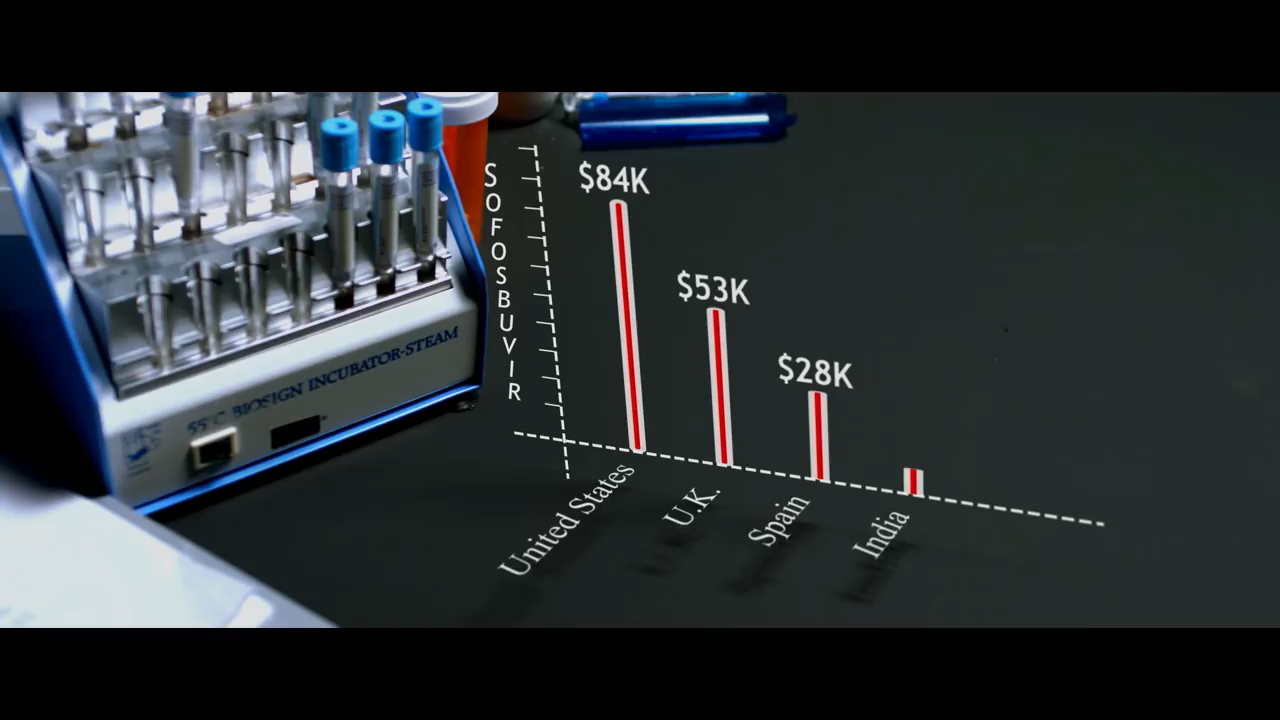 SOFOSBUVIR
$84K
$53K
$28K
United States
U.K.
Spain
India
55°C BIOSIGN INCUBATOR-STEAM